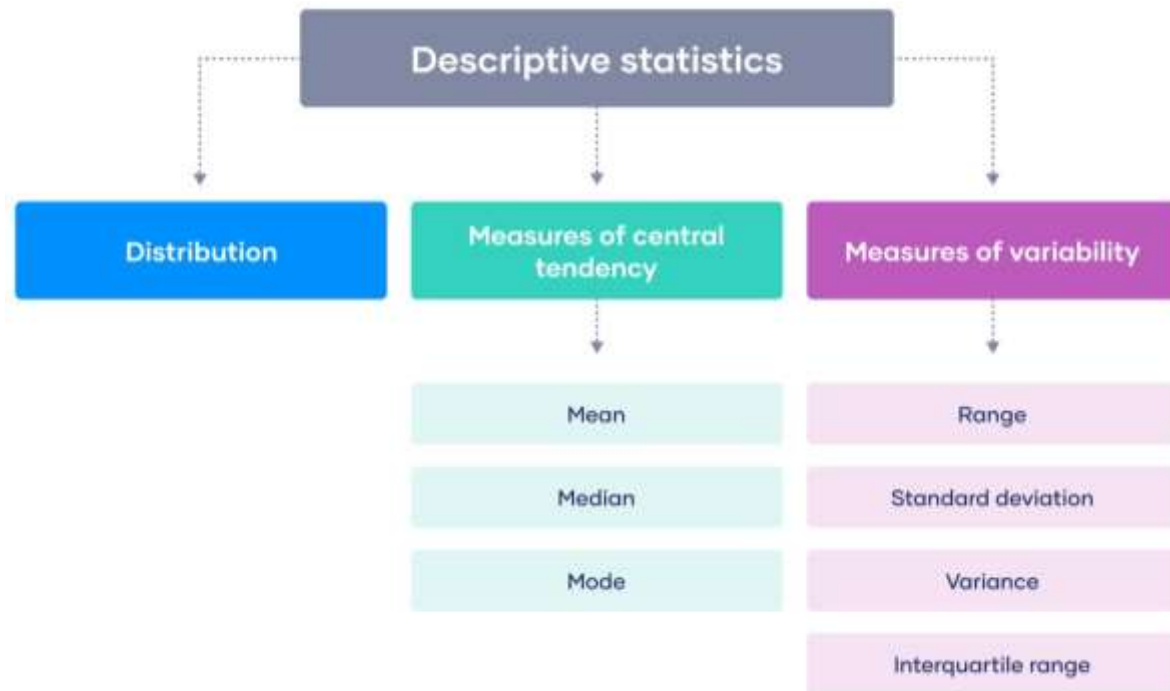 Descriptive statistics
Distribution
Measures of central
tendency
Measures of variability
Mean
Range
Median
Standard deviation
Mode
Variance
Interquartile range